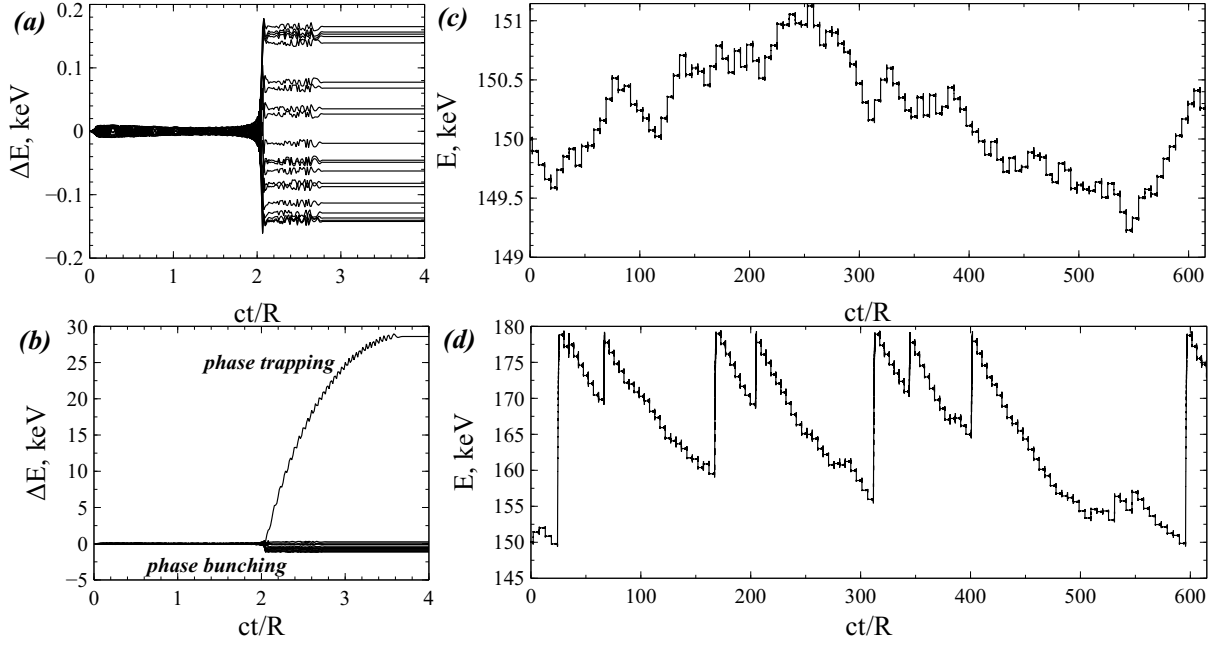 (a)
0.2
0.1
0
−0.1
−0.2
ΔE, keV
0 1 2 3 4
ct/R
(c)
151
150.5
150
149.5
149
E, keV
0 100 200 300 400 500 600
ct/R
(b)
30
25
20
15
10
5
0
−5
ΔE, keV
phase trapping
phase bunching
0 1 2 3 4
ct/R
(d)
180
175
170
165
160
155
150
145
E, keV
0 100 200 300 400 500 600
ct/R